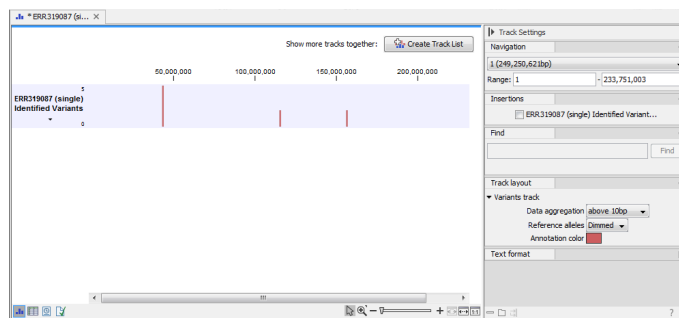 * ERR319087 (si... ×
Show more tracks together:
Create Track List
50,000,000
100,000,000
150,000,000
200,000,000
5
ERR319087 (single)
Identified Variants
0
Track Settings
Navigation
1 (249,250,621bp)
Range: 1 - 233,751,003
Insertions
ERR319087 (single) Identified Variant...
Find
Find
Track layout
Variants track
Data aggregation above 10bp
Reference alleles Dimmed
Annotation color
Text format
1:1
?